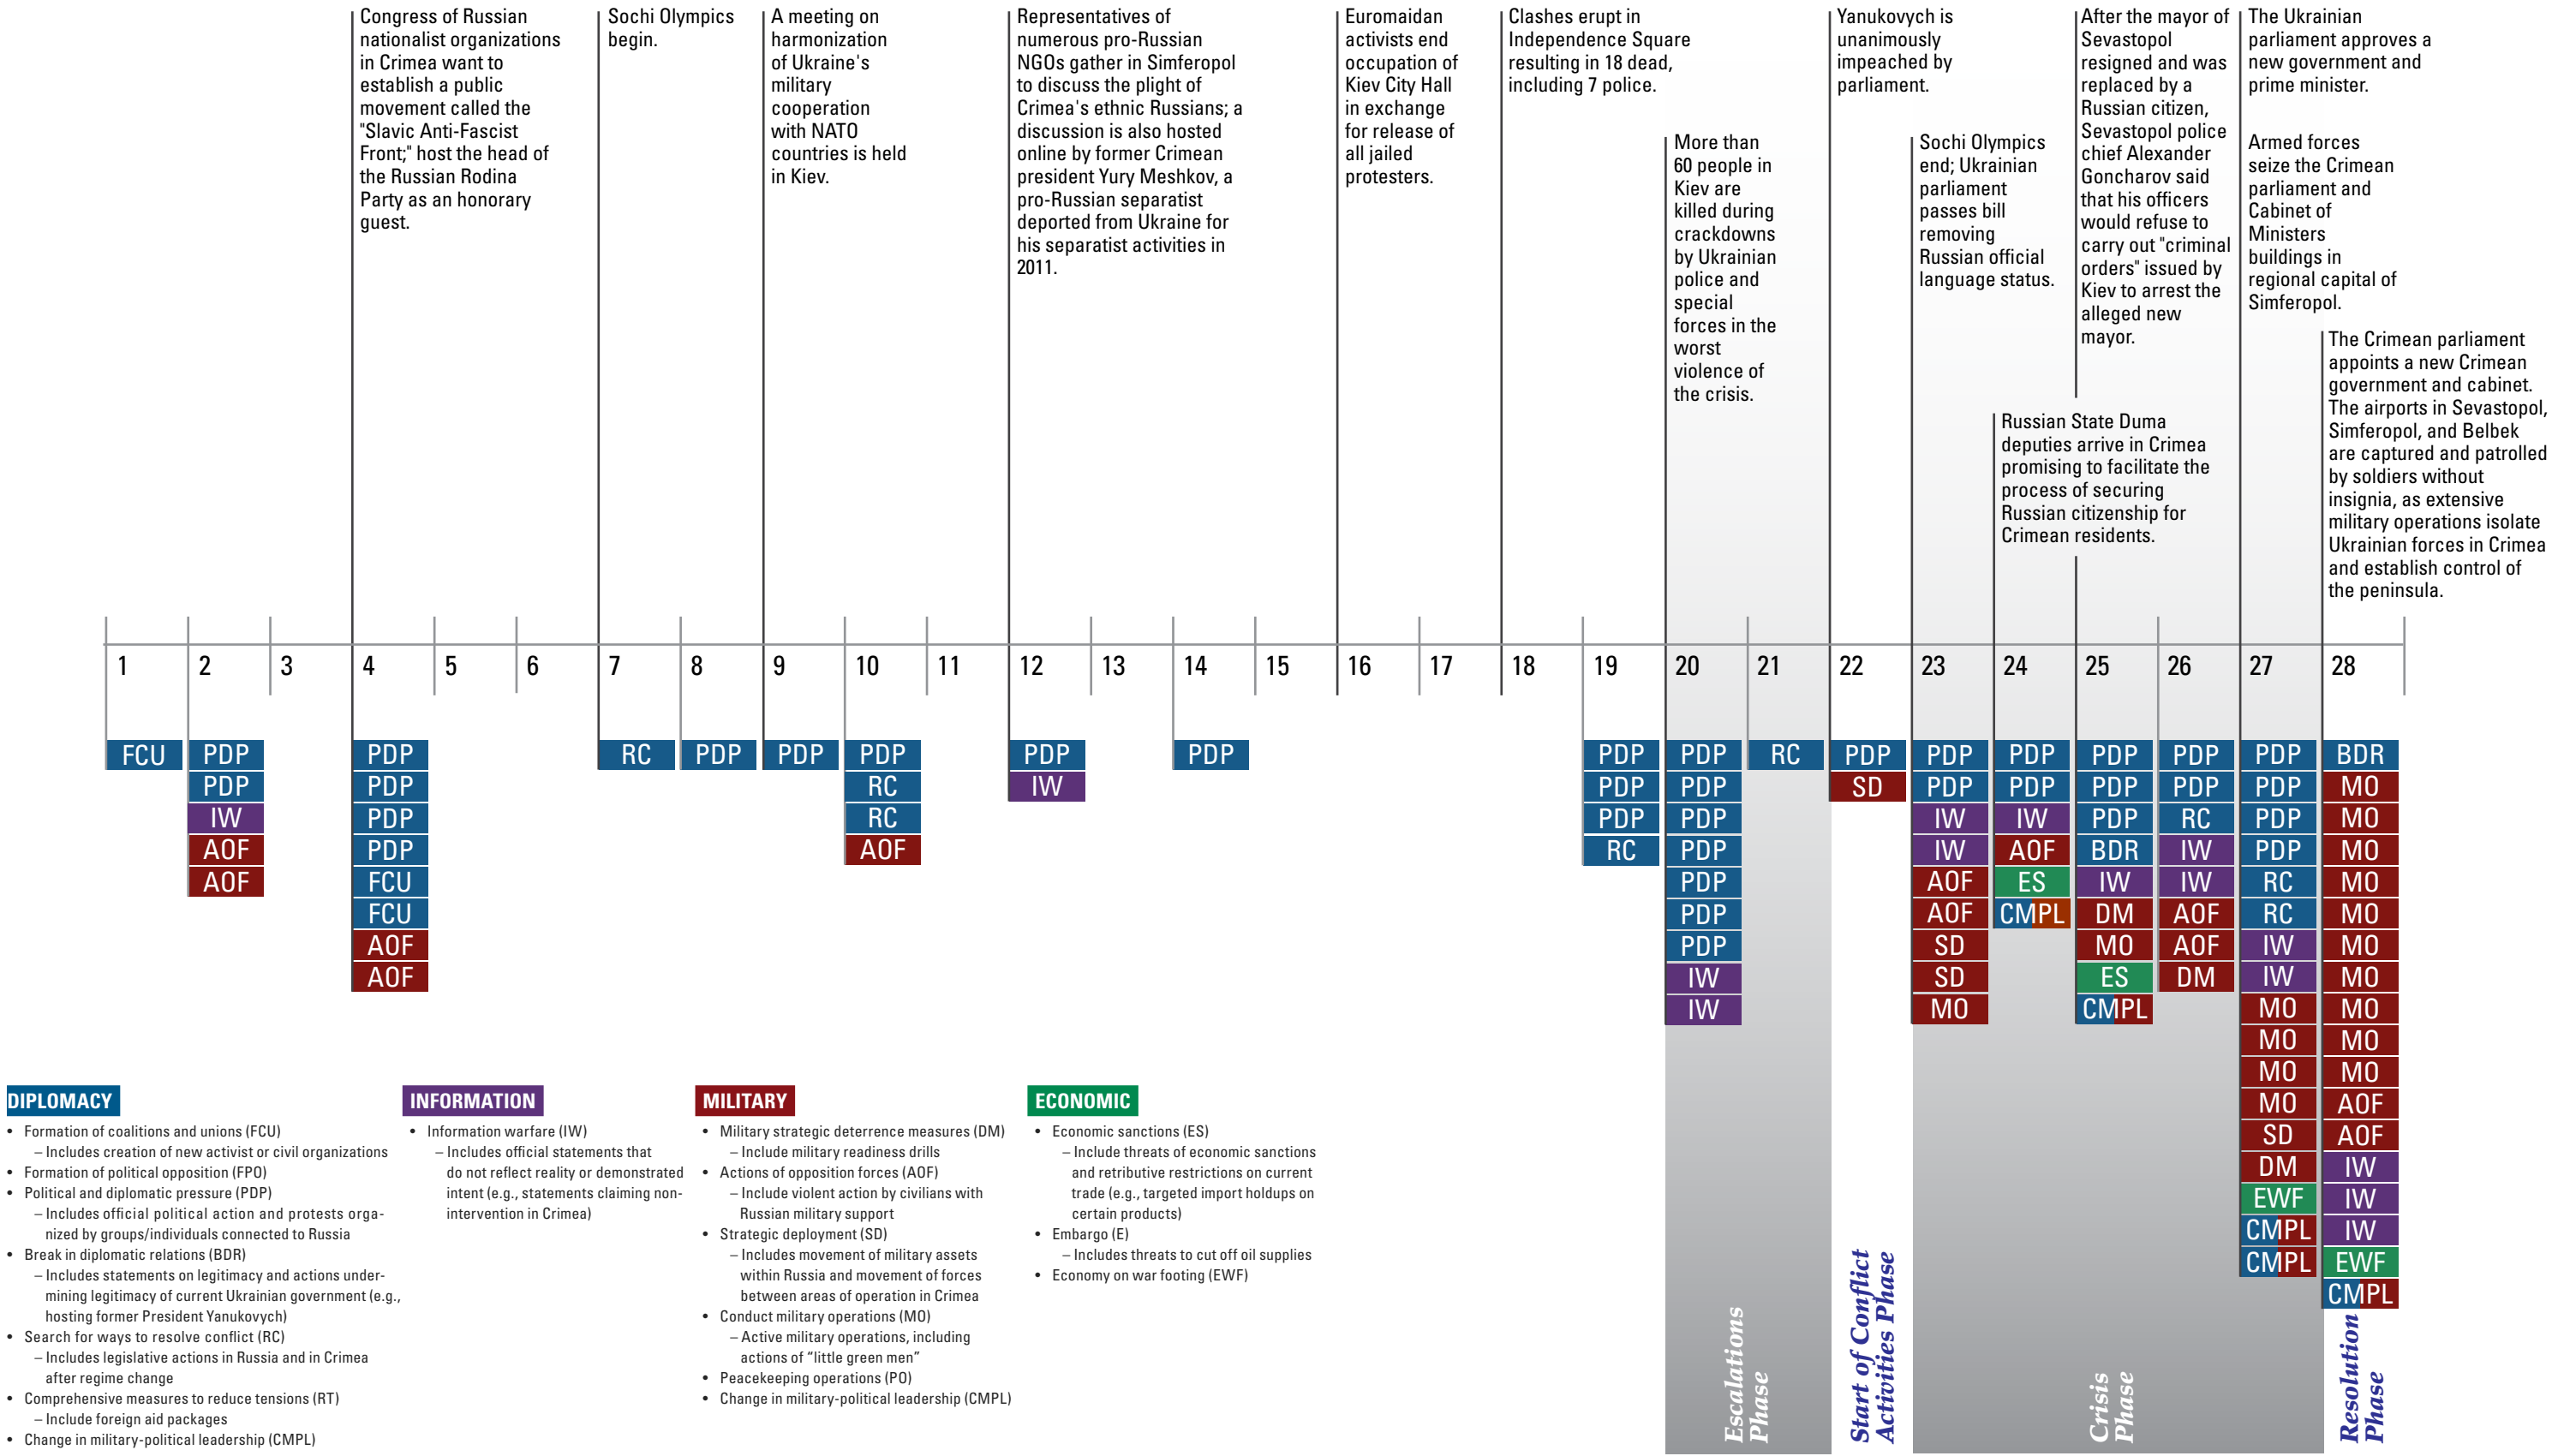 Congress of Russian
nationalist organizations
in Crimea want to
establish a public
movement called the
"Slavic Anti-Fascist
Front;" host the head of
the Russian Rodina
Party as an honorary
guest.
Sochi Olympics
begin.
A meeting on
harmonization
of Ukraine's
military
cooperation
with NATO
countries is held
in Kiev.
Representatives of
numerous pro-Russian
NGOs gather in Simferopol
to discuss the plight of
Crimea's ethnic Russians; a
discussion is also hosted
online by former Crimean
president Yury Meshkov, a
pro-Russian separatist
deported from Ukraine for
his separatist activities in
2011.
Euromaidan
activists end
occupation of
Kiev City Hall
in exchange
for release of
all jailed
protesters.
Clashes erupt in
Independence Square
resulting in 18 dead,
including 7 police.
More than
60 people in
Kiev are
killed during
crackdowns
by Ukrainian
police and
special
forces in the
worst
violence of
the crisis.
Yanukovych is
unanimously
impeached by
parliament.
Sochi Olympics
end; Ukrainian
parliament
passes bill
removing
Russian official
language status.
Russian State Duma
deputies arrive in Crimea
promising to facilitate the
process of securing
Russian citizenship for
Crimean residents.
After the mayor of
Sevastopol
resigned and was
replaced by a
Russian citizen,
Sevastopol police
chief Alexander
Goncharov said
that his officers
would refuse to
carry out "criminal
orders" issued by
Kiev to arrest the
alleged new
mayor.
The Ukrainian
parliament approves a
new government and
prime minister.
Armed forces
seize the Crimean
parliament and
Cabinet of
Ministers
buildings in
regional capital of
Simferopol.
The Crimean parliament
appoints a new Crimean
government and cabinet.
The airports in Sevastopol,
Simferopol, and Belbek
are captured and patrolled
by soldiers without
insignia, as extensive
military operations isolate
Ukrainian forces in Crimea
and establish control of
the peninsula.
1 2 3 4 5 6 7 8 9 10 11 12 13 14 15 16 17 18 19 20 21 22 23 24 25 26 27 28
FCU PDP PDP RC PDP PDP PDP PDP PDP PDP PDP RC PDP PDP PDP PDP PDP PDP BDR
PDP PDP RC IW PDP PDP SD PDP PDP PDP PDP PDP MO
IW PDP RC PDP PDP IW IW PDP RC PDP MO
AOF PDP AOF RC PDP IW AOF BDR IW PDP MO
AOF FCU PDP AOF ES IW IW RC MO
FCU PDP AOF CMPL DM AOF RC MO
AOF PDP SD MO AOF IW MO
AOF IW SD ES DM IW MO
IW MO CMPL MO MO
MO MO
MO MO
MO AOF
SD AOF
DM IW
EWF IW
CMPL IW
CMPL EWF
CMPL
DIPLOMACY
• Formation of coalitions and unions (FCU)
– Includes creation of new activist or civil organizations
• Formation of political opposition (FPO)
• Political and diplomatic pressure (PDP)
– Includes official political action and protests orga-
nized by groups/individuals connected to Russia
• Break in diplomatic relations (BDR)
– Includes statements on legitimacy and actions under-
mining legitimacy of current Ukrainian government (e.g.,
hosting former President Yanukovych)
• Search for ways to resolve conflict (RC)
– Includes legislative actions in Russia and in Crimea
after regime change
• Comprehensive measures to reduce tensions (RT)
– Include foreign aid packages
• Change in military-political leadership (CMPL)
INFORMATION
• Information warfare (IW)
– Includes official statements that
do not reflect reality or demonstrated
intent (e.g., statements claiming non-
intervention in Crimea)
MILITARY
• Military strategic deterrence measures (DM)
– Include military readiness drills
• Actions of opposition forces (AOF)
– Include violent action by civilians with
Russian military support
• Strategic deployment (SD)
– Includes movement of military assets
within Russia and movement of forces
between areas of operation in Crimea
• Conduct military operations (MO)
– Active military operations, including
actions of “little green men”
• Peacekeeping operations (PO)
• Change in military-political leadership (CMPL)
ECONOMIC
• Economic sanctions (ES)
– Include threats of economic sanctions
and retributive restrictions on current
trade (e.g., targeted import holdups on
certain products)
• Embargo (E)
– Includes threats to cut off oil supplies
• Economy on war footing (EWF)
Escalations
Phase
Start of Conflict
Activities Phase
Crisis
Phase
Resolution
Phase